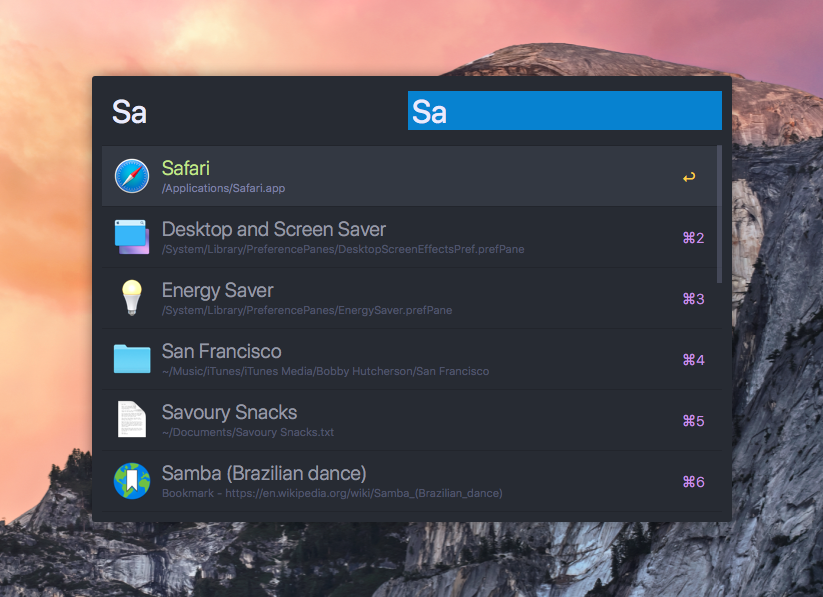 Sa Sa
Safari
/Applications/Safari.app
↩
Desktop and Screen Saver
/System/Library/PreferencePanes/DesktopScreenEffectsPref.prefPane
⌘2
Energy Saver
/System/Library/PreferencePanes/EnergySaver.prefPane
⌘3
San Francisco
~/Music/iTunes/iTunes Media/Bobby Hutcherson/San Francisco
⌘4
Savoury Snacks
~/Documents/Savoury Snacks.txt
⌘5
Samba (Brazilian dance)
Bookmark - https://en.wikipedia.org/wiki/Samba_(Brazilian_dance)
⌘6